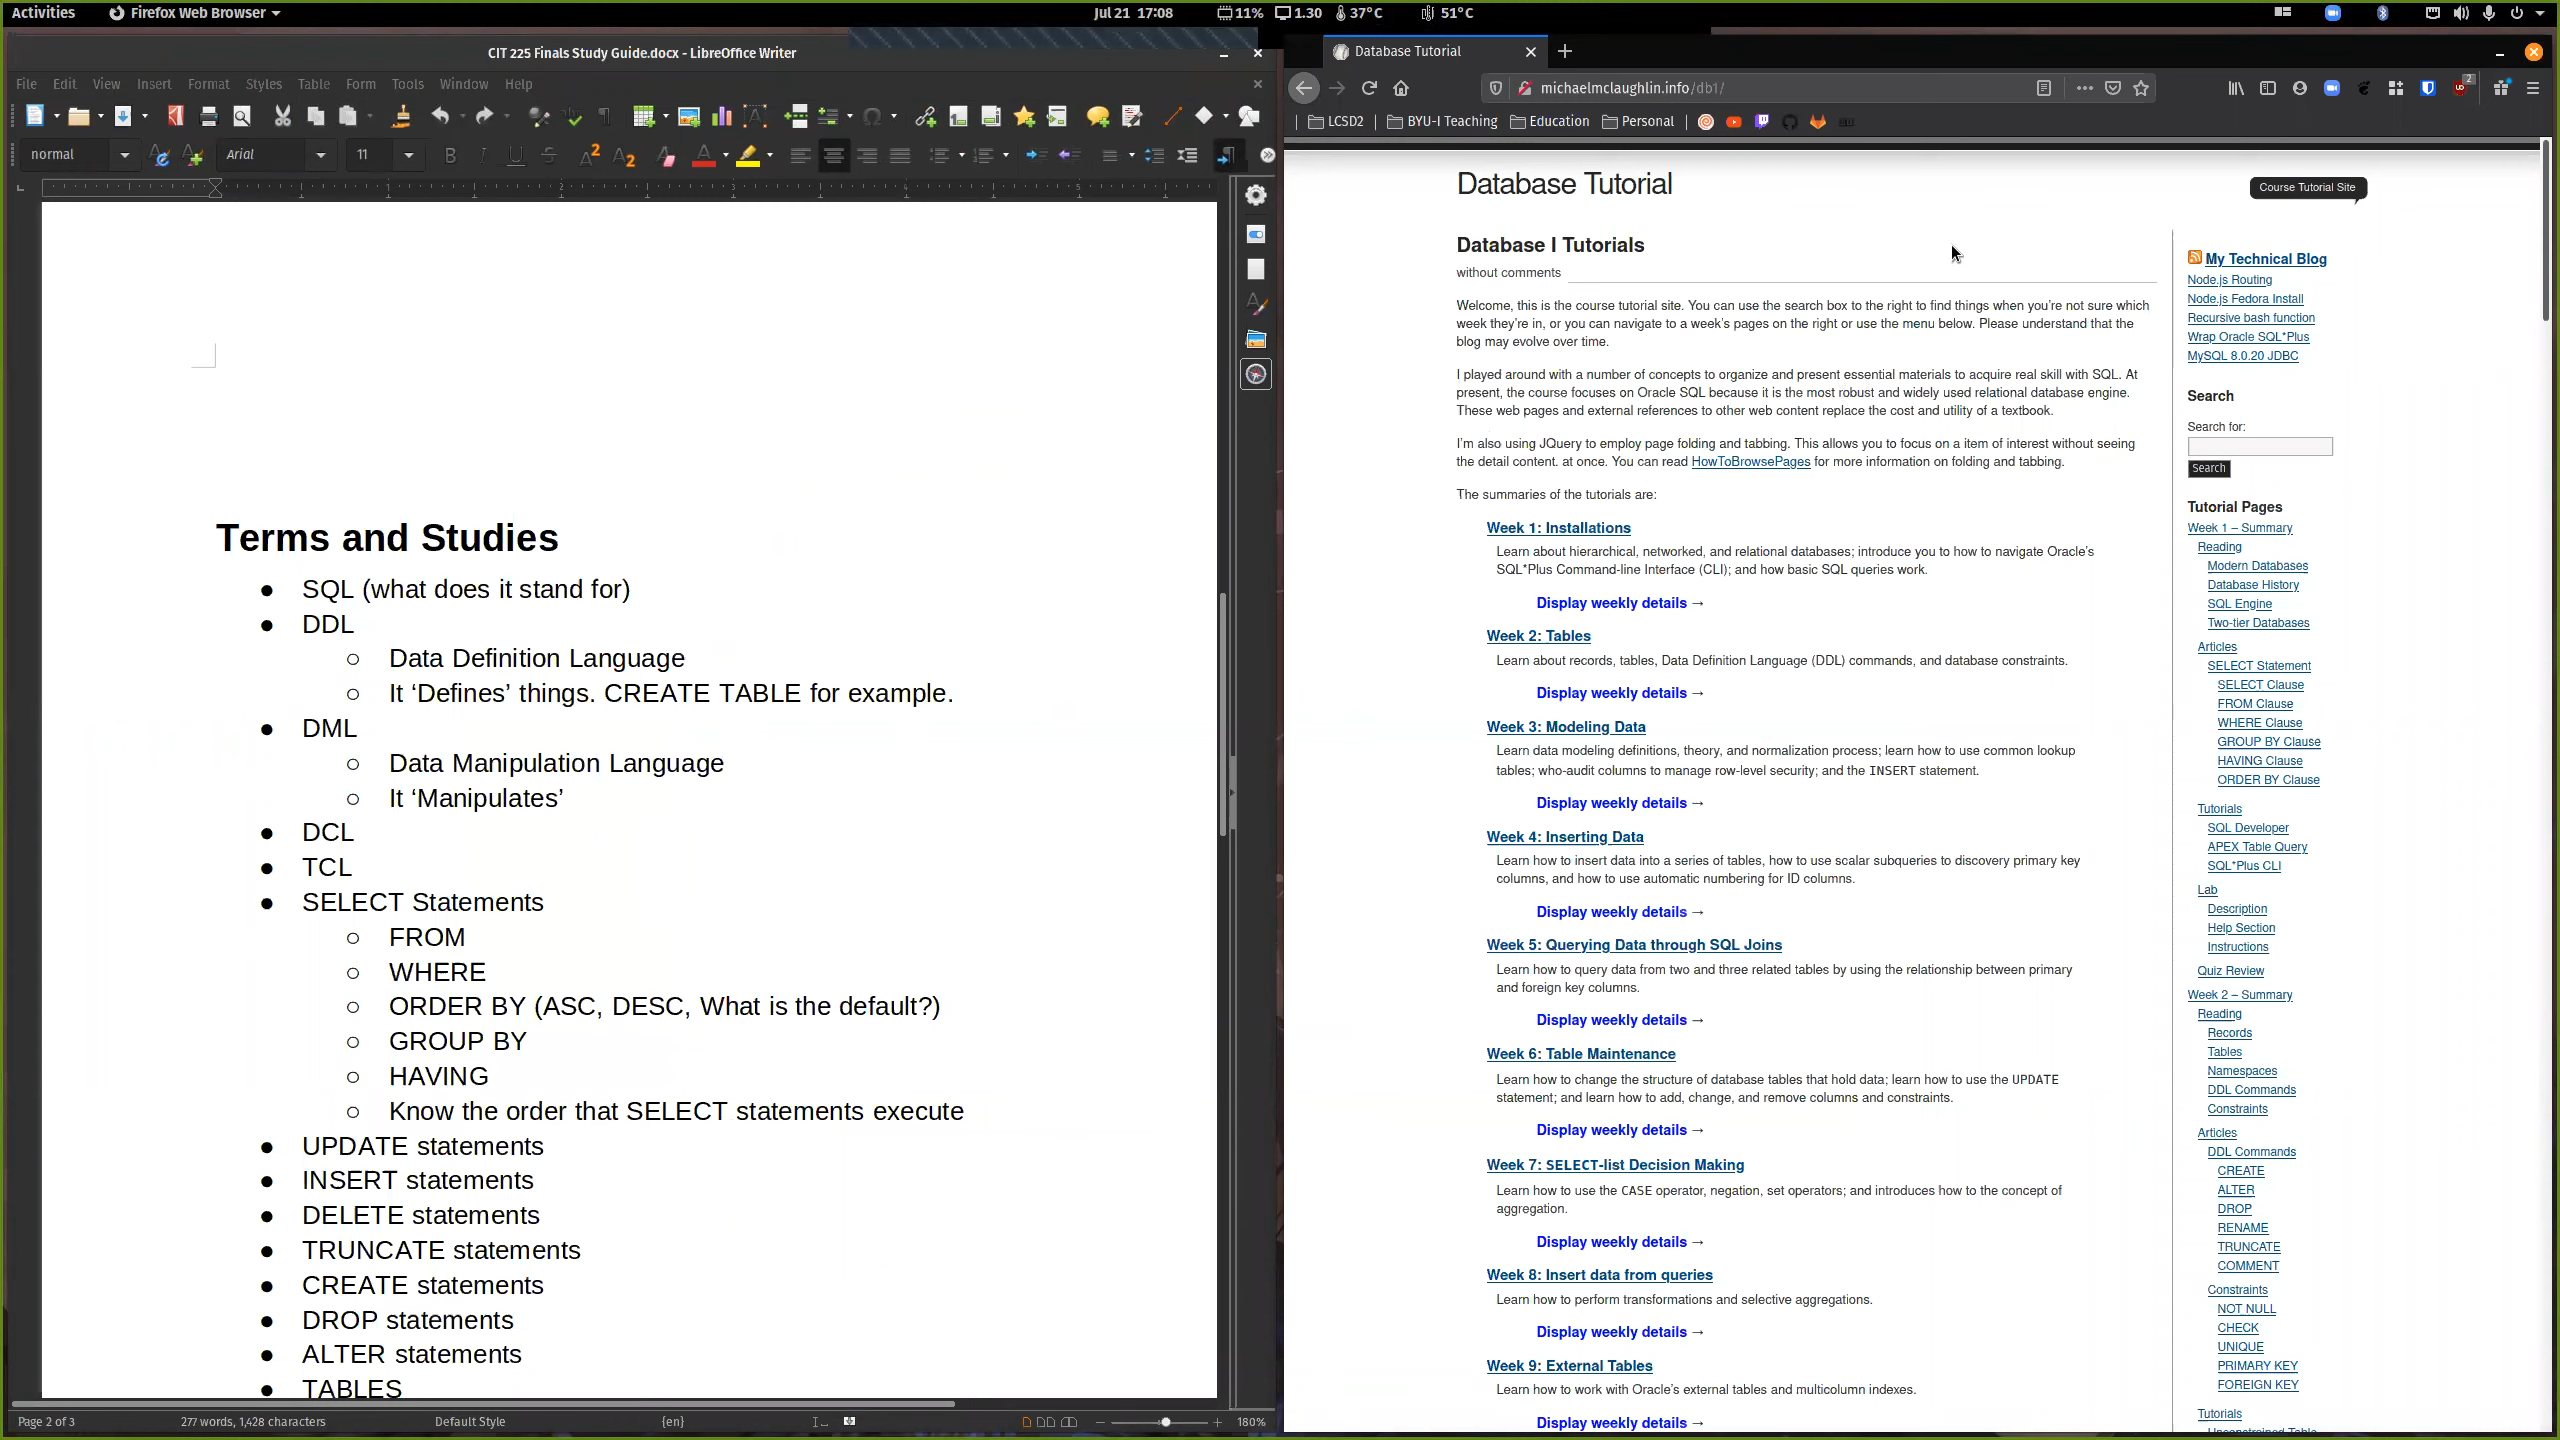 Activities
Firefox Web Browser
Jul 21 17:08
11%
1.30
37°C
51°C
CIT 225 Finals Study Guide.docx - LibreOffice Writer
File Edit View Insert Format Styles Table Form Tools Window Help
normal
Arial
11
Terms and Studies
● SQL (what does it stand for)
● DDL
○ Data Definition Language
○ It ‘Defines’ things. CREATE TABLE for example.
● DML
○ Data Manipulation Language
○ It ‘Manipulates’
● DCL
● TCL
● SELECT Statements
○ FROM
○ WHERE
○ ORDER BY (ASC, DESC, What is the default?)
○ GROUP BY
○ HAVING
○ Know the order that SELECT statements execute
● UPDATE statements
● INSERT statements
● DELETE statements
● TRUNCATE statements
● CREATE statements
● DROP statements
● ALTER statements
● TABLES
Page 2 of 3
277 words, 1,428 characters
Default Style
{en}
180%
Database Tutorial
michaelmclaughlin.info/db1/
2
LCSD2
BYU-I Teaching
Education
Personal
Database Tutorial
Course Tutorial Site
Database I Tutorials
without comments
Welcome, this is the course tutorial site. You can use the search box to the right to find things when you’re not sure which
week they’re in, or you can navigate to a week’s pages on the right or use the menu below. Please understand that the
blog may evolve over time.
I played around with a number of concepts to organize and present essential materials to acquire real skill with SQL. At
present, the course focuses on Oracle SQL because it is the most robust and widely used relational database engine.
These web pages and external references to other web content replace the cost and utility of a textbook.
I’m also using JQuery to employ page folding and tabbing. This allows you to focus on a item of interest without seeing
the detail content. at once. You can read HowToBrowsePages for more information on folding and tabbing.
The summaries of the tutorials are:
Week 1: Installations
Learn about hierarchical, networked, and relational databases; introduce you to how to navigate Oracle’s
SQL*Plus Command-line Interface (CLI); and how basic SQL queries work.
Display weekly details →
Week 2: Tables
Learn about records, tables, Data Definition Language (DDL) commands, and database constraints.
Display weekly details →
Week 3: Modeling Data
Learn data modeling definitions, theory, and normalization process; learn how to use common lookup
tables; who-audit columns to manage row-level security; and the INSERT statement.
Display weekly details →
Week 4: Inserting Data
Learn how to insert data into a series of tables, how to use scalar subqueries to discovery primary key
columns, and how to use automatic numbering for ID columns.
Display weekly details →
Week 5: Querying Data through SQL Joins
Learn how to query data from two and three related tables by using the relationship between primary
and foreign key columns.
Display weekly details →
Week 6: Table Maintenance
Learn how to change the structure of database tables that hold data; learn how to use the UPDATE
statement; and learn how to add, change, and remove columns and constraints.
Display weekly details →
Week 7: SELECT-list Decision Making
Learn how to use the CASE operator, negation, set operators; and introduces how to the concept of
aggregation.
Display weekly details →
Week 8: Insert data from queries
Learn how to perform transformations and selective aggregations.
Display weekly details →
Week 9: External Tables
Learn how to work with Oracle’s external tables and multicolumn indexes.
Display weekly details →
My Technical Blog
Node.js Routing
Node.js Fedora Install
Recursive bash function
Wrap Oracle SQL*Plus
MySQL 8.0.20 JDBC
Search
Search for:
Search
Tutorial Pages
Week 1 – Summary
Reading
Modern Databases
Database History
SQL Engine
Two-tier Databases
Articles
SELECT Statement
SELECT Clause
FROM Clause
WHERE Clause
GROUP BY Clause
HAVING Clause
ORDER BY Clause
Tutorials
SQL Developer
APEX Table Query
SQL*Plus CLI
Lab
Description
Help Section
Instructions
Quiz Review
Week 2 – Summary
Reading
Records
Tables
Namespaces
DDL Commands
Constraints
Articles
DDL Commands
CREATE
ALTER
DROP
RENAME
TRUNCATE
COMMENT
Constraints
NOT NULL
CHECK
UNIQUE
PRIMARY KEY
FOREIGN KEY
Tutorials